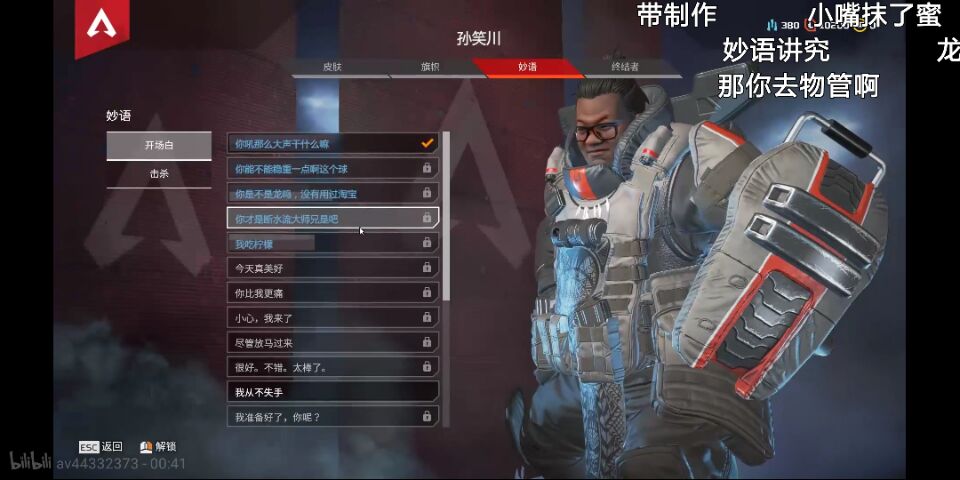 带制作
小嘴抹了蜜
380
妙语讲究
龙
孙笑川
皮肤
旗帜
妙语
终结者
那你去物管啊
妙语
开场白
击杀
你吼那么大声干什么嘛
你能不能稳重一点啊这个球
你是不是龙鸣，没有用过淘宝
你才是断水流大师兄是吧
我吃柠檬
今天真美好
你比我更痛
小心，我来了
尽管放马过来
很好。不错。太棒了。
我从不失手
我准备好了，你呢？
ESC 返回
解锁
bilibili av44332373 - 00:41